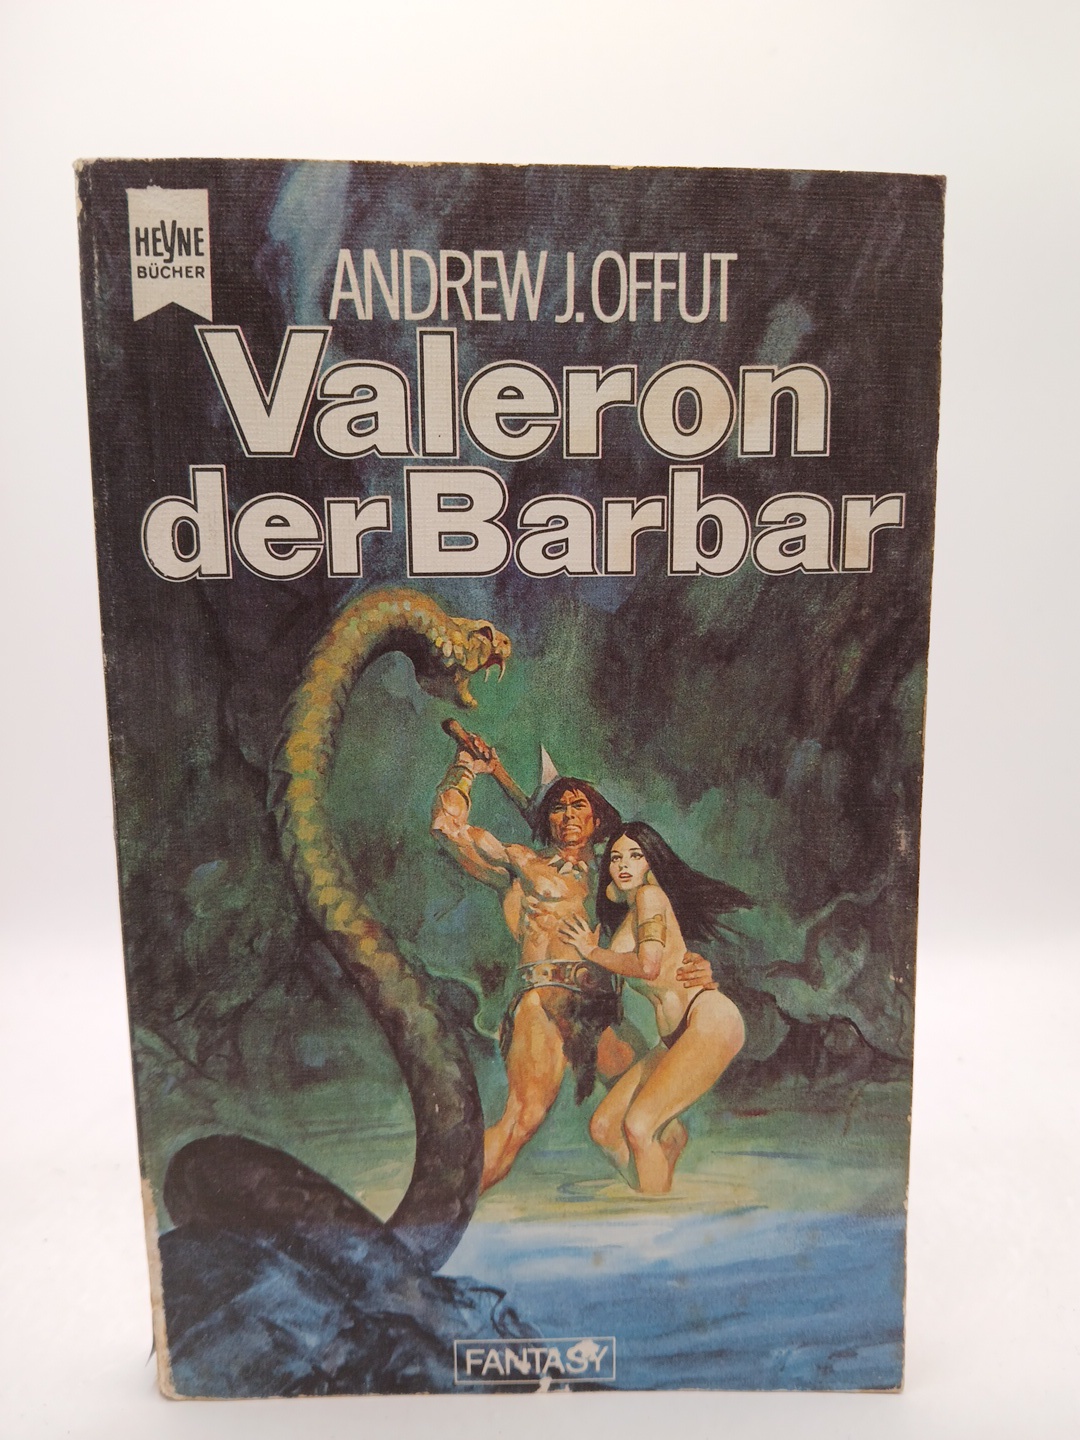 HEYNE
BÜCHER
ANDREW J. OFFUT
Valeron
der Barbar
FANTASY